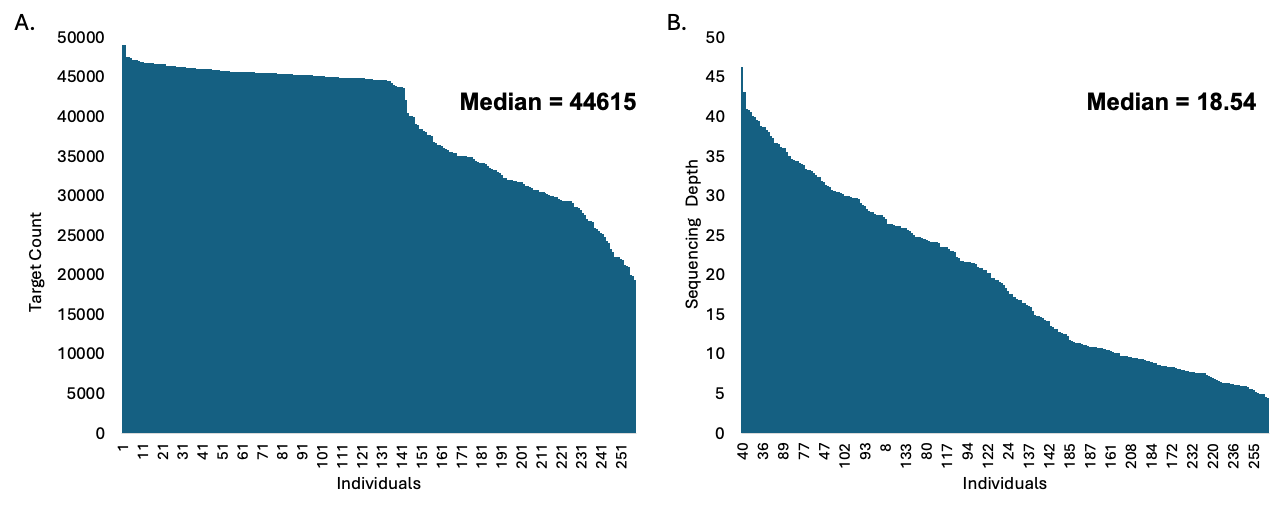 A.
50000
45000
40000
35000
30000
25000
20000
15000
10000
5000
0
Target Count
Median = 44615
1 11 21 31 41 51 61 71 81 91 101 111 121 131 141 151 161 171 181 191 201 211 221 231 241 251
Individuals
B.
50
45
40
35
30
25
20
15
10
5
0
Sequencing Depth
Median = 18.54
40 36 89 77 47 102 93 8 133 80 117 94 122 24 137 142 185 187 161 208 184 172 232 220 236 255
Individuals